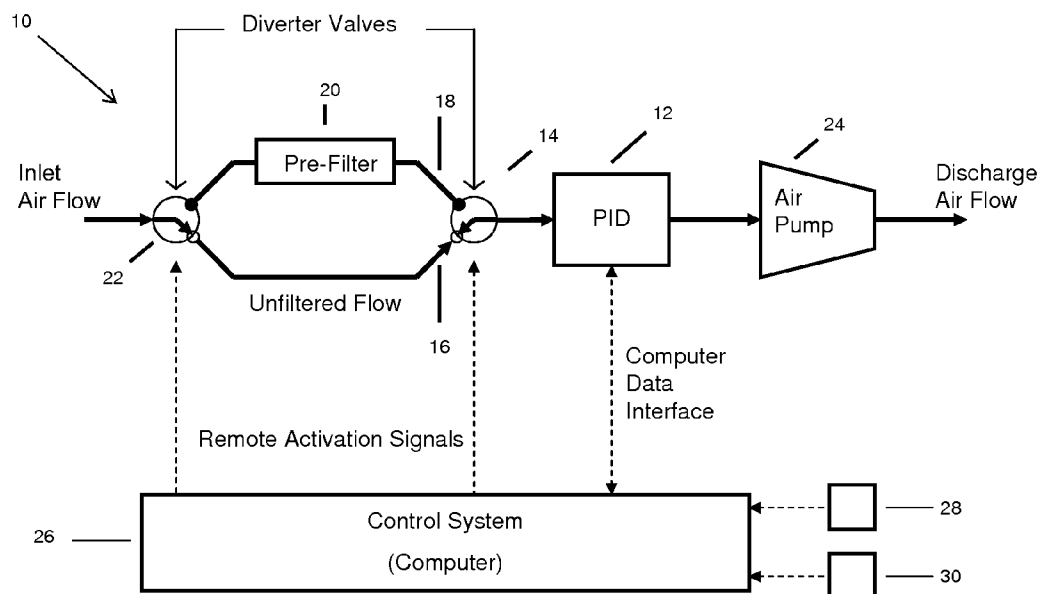 10
Diverter Valves
20
18
14
12
24
Pre-Filter
Inlet
Air Flow
PID
Air
Pump
Discharge
Air Flow
22
Unfiltered Flow
16
Computer
Data
Interface
Remote Activation Signals
26
Control System
(Computer)
28
30